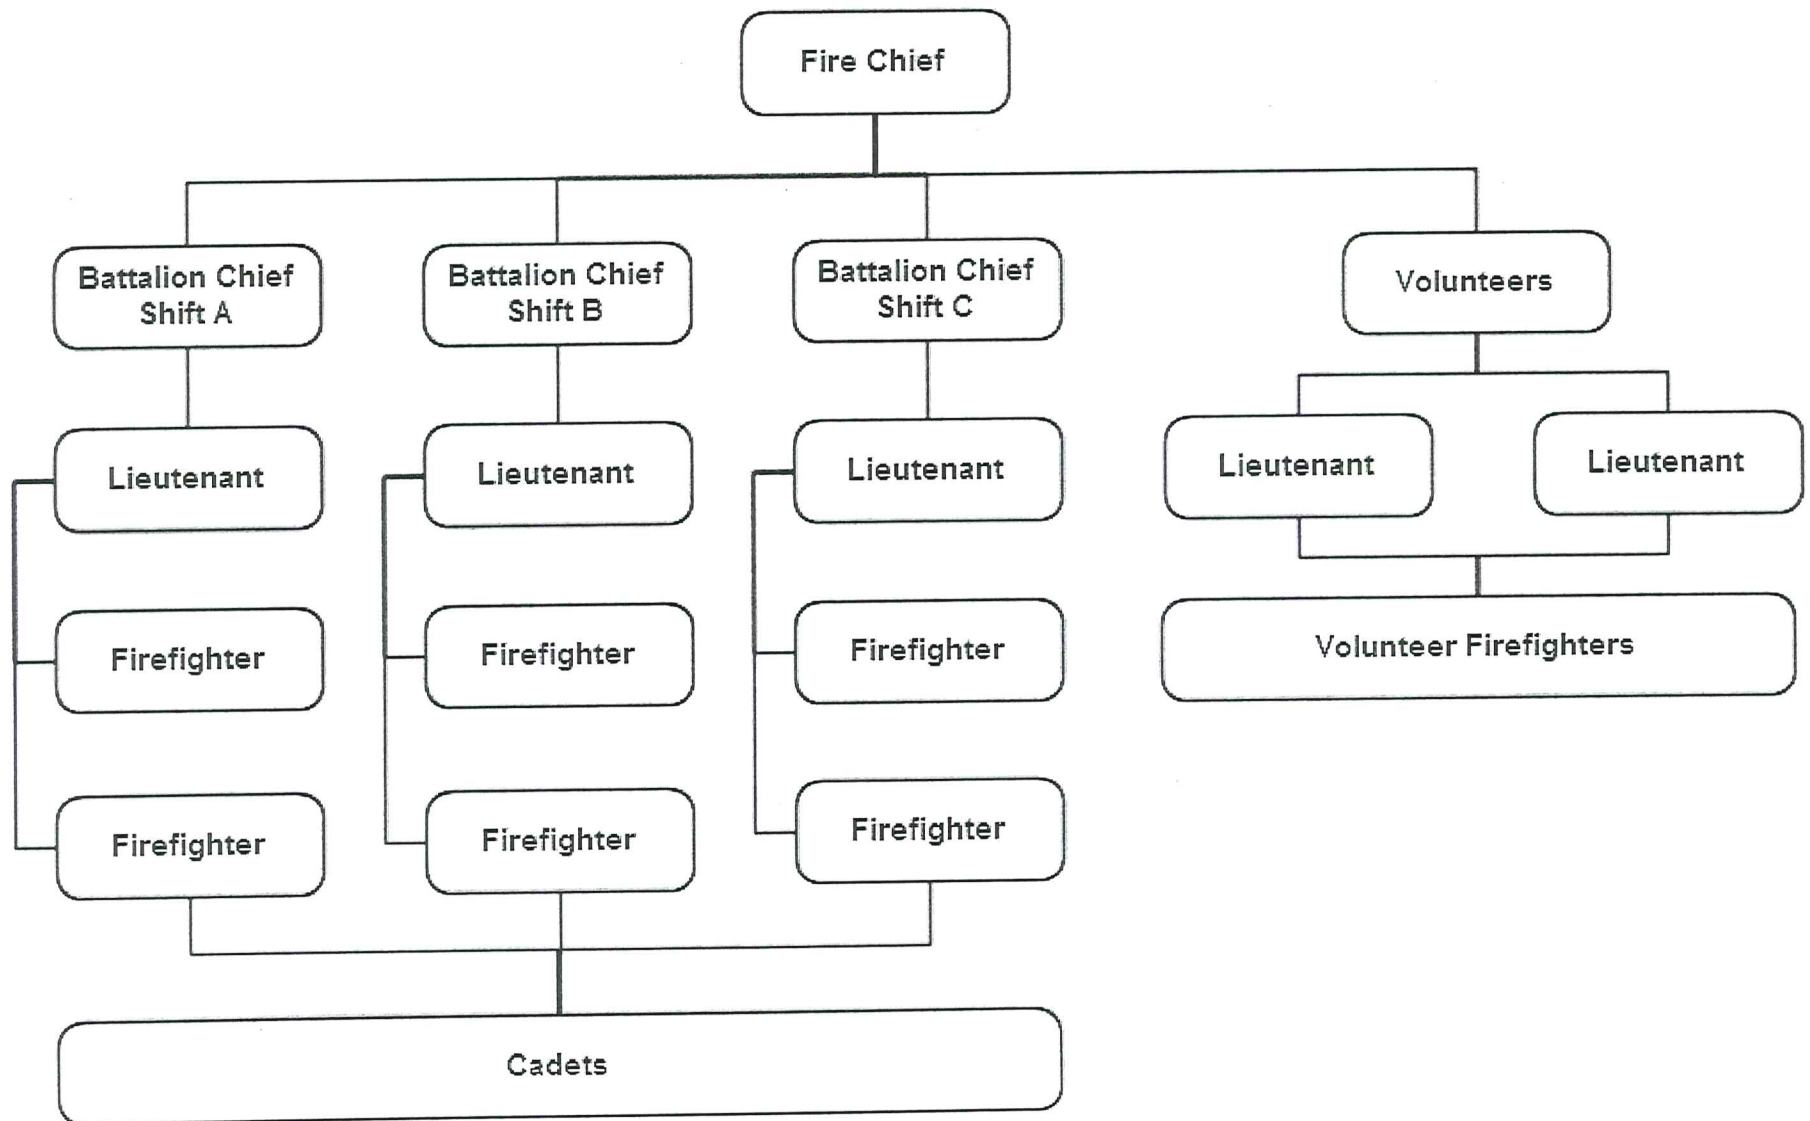 Fire Chief
Battalion Chief
Shift A
Battalion Chief
Shift B
Battalion Chief
Shift C
Volunteers
Lieutenant
Lieutenant
Lieutenant
Lieutenant
Lieutenant
Firefighter
Firefighter
Firefighter
Volunteer Firefighters
Firefighter
Firefighter
Firefighter
Cadets